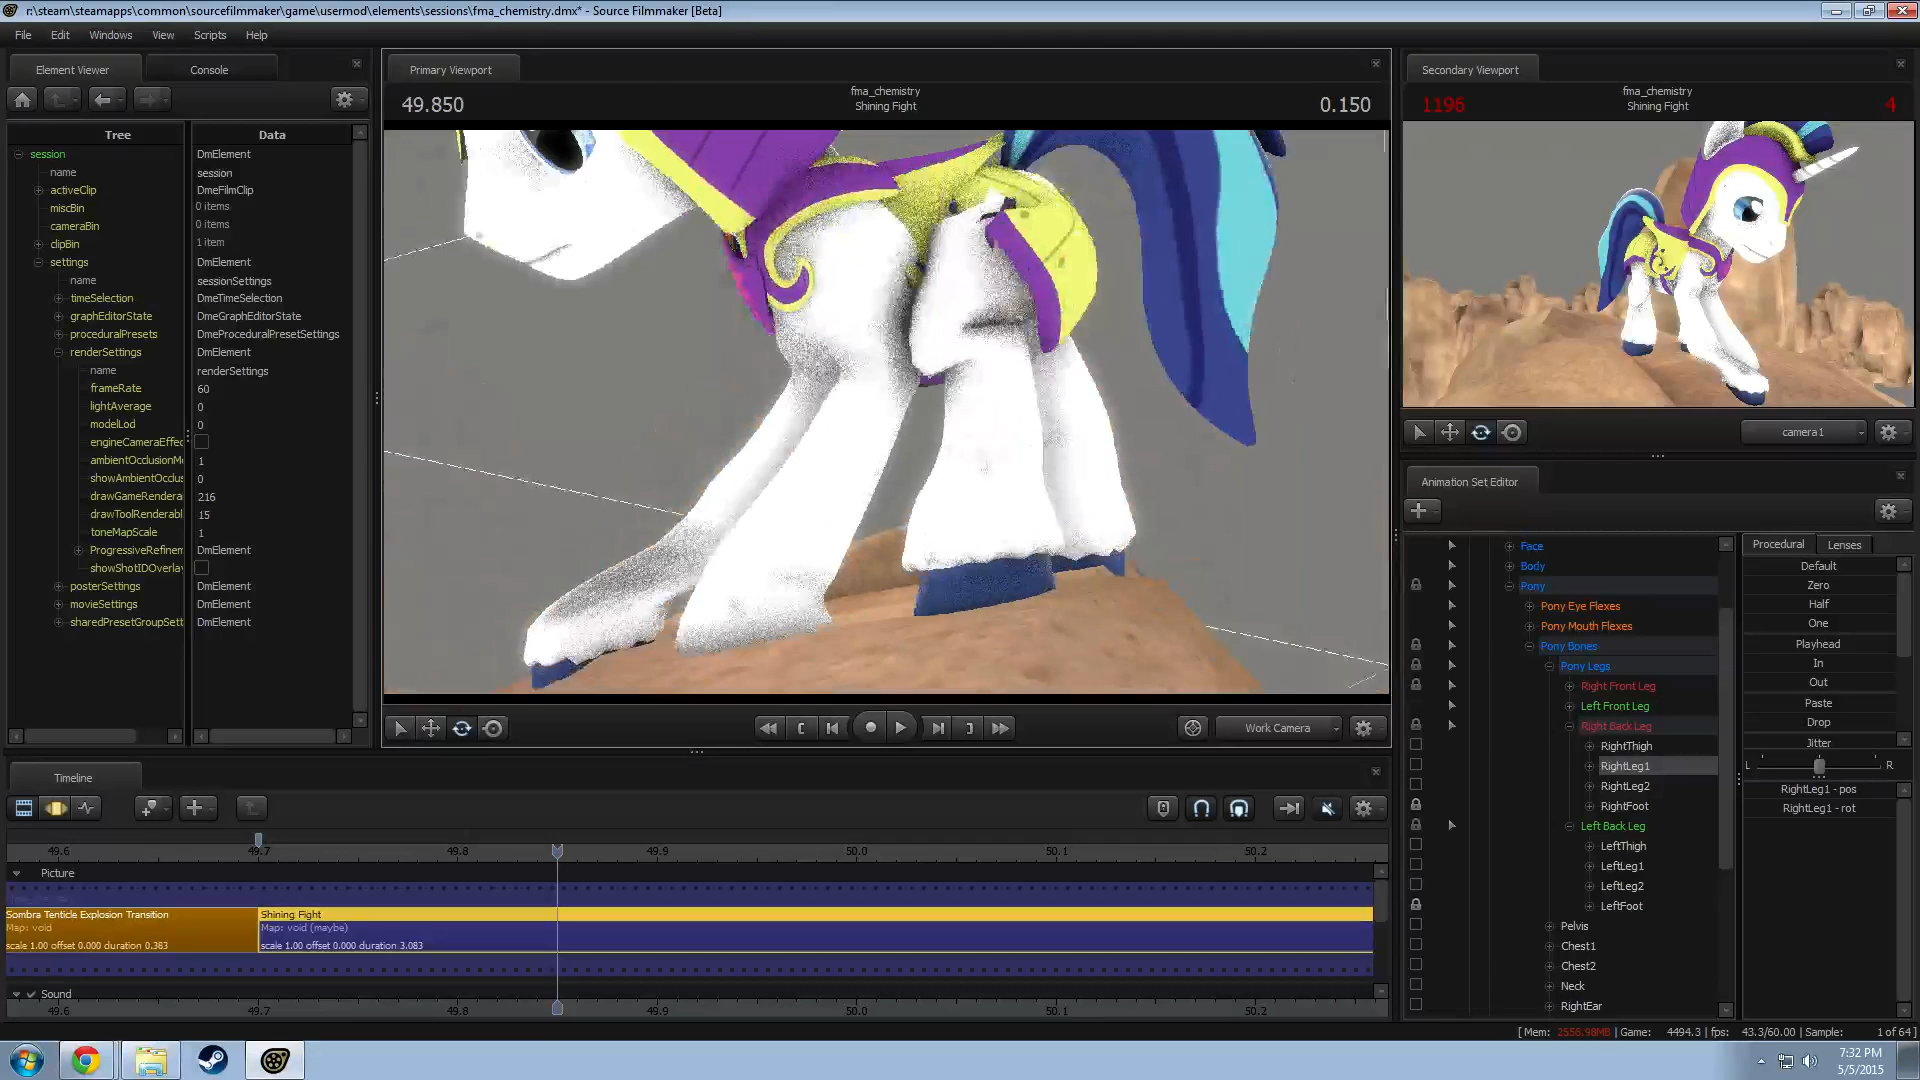 r:\steam\steamapps\common\sourcefilmmaker\game\usermod\elements\sessions\fma_chemistry.dmx* - Source Filmmaker [Beta]
File Edit Windows View Scripts Help
Element Viewer Console
Tree Data
session DmElement
name session
activeClip DmeFilmClip
miscBin 0 items
cameraBin 0 items
clipBin 1 item
settings DmElement
name sessionSettings
timeSelection DmeTimeSelection
graphEditorState DmeGraphEditorState
proceduralPresets DmeProceduralPresetSettings
renderSettings DmElement
name renderSettings
frameRate 60
lightAverage 0
modelLod 0
engineCameraEffec
ambientOcclusionM 1
showAmbientOcclus 0
drawGameRendera 216
drawToolRenderabl 15
toneMapScale 1
ProgressiveRefinem DmElement
showShotIDOverla
posterSettings DmElement
movieSettings DmElement
sharedPresetGroupSett DmElement
Primary Viewport
49.850
fma_chemistry
Shining Fight
0.150
Work Camera
Secondary Viewport
1196
fma_chemistry
Shining Fight
4
camera1
Animation Set Editor
Face
Body
Pony
Pony Eye Flexes
Pony Mouth Flexes
Pony Bones
Pony Legs
Right Front Leg
Left Front Leg
Right Back Leg
RightThigh
RightLeg1
RightLeg2
RightFoot
Left Back Leg
LeftThigh
LeftLeg1
LeftLeg2
LeftFoot
Pelvis
Chest1
Chest2
Neck
RightEar
Procedural Lenses
Default
Zero
Half
One
Playhead
In
Out
Paste
Drop
Jitter
L R
RightLeg1 - pos
RightLeg1 - rot
Timeline
49.6 49.7 49.8 49.9 50.0 50.1 50.2
Picture
Sombra Tenticle Explosion Transition
Map: void
scale 1.00 offset 0.000 duration 0.383
Shining Fight
Map: void (maybe)
scale 1.00 offset 0.000 duration 3.083
Sound
49.6 49.7 49.8 49.9 50.0 50.1 50.2
[ Mem: 2556.98MB | Game: 4494.3 | fps: 43.3/60.00 | Sample: 1 of 64 ]
7:32 PM
5/5/2015